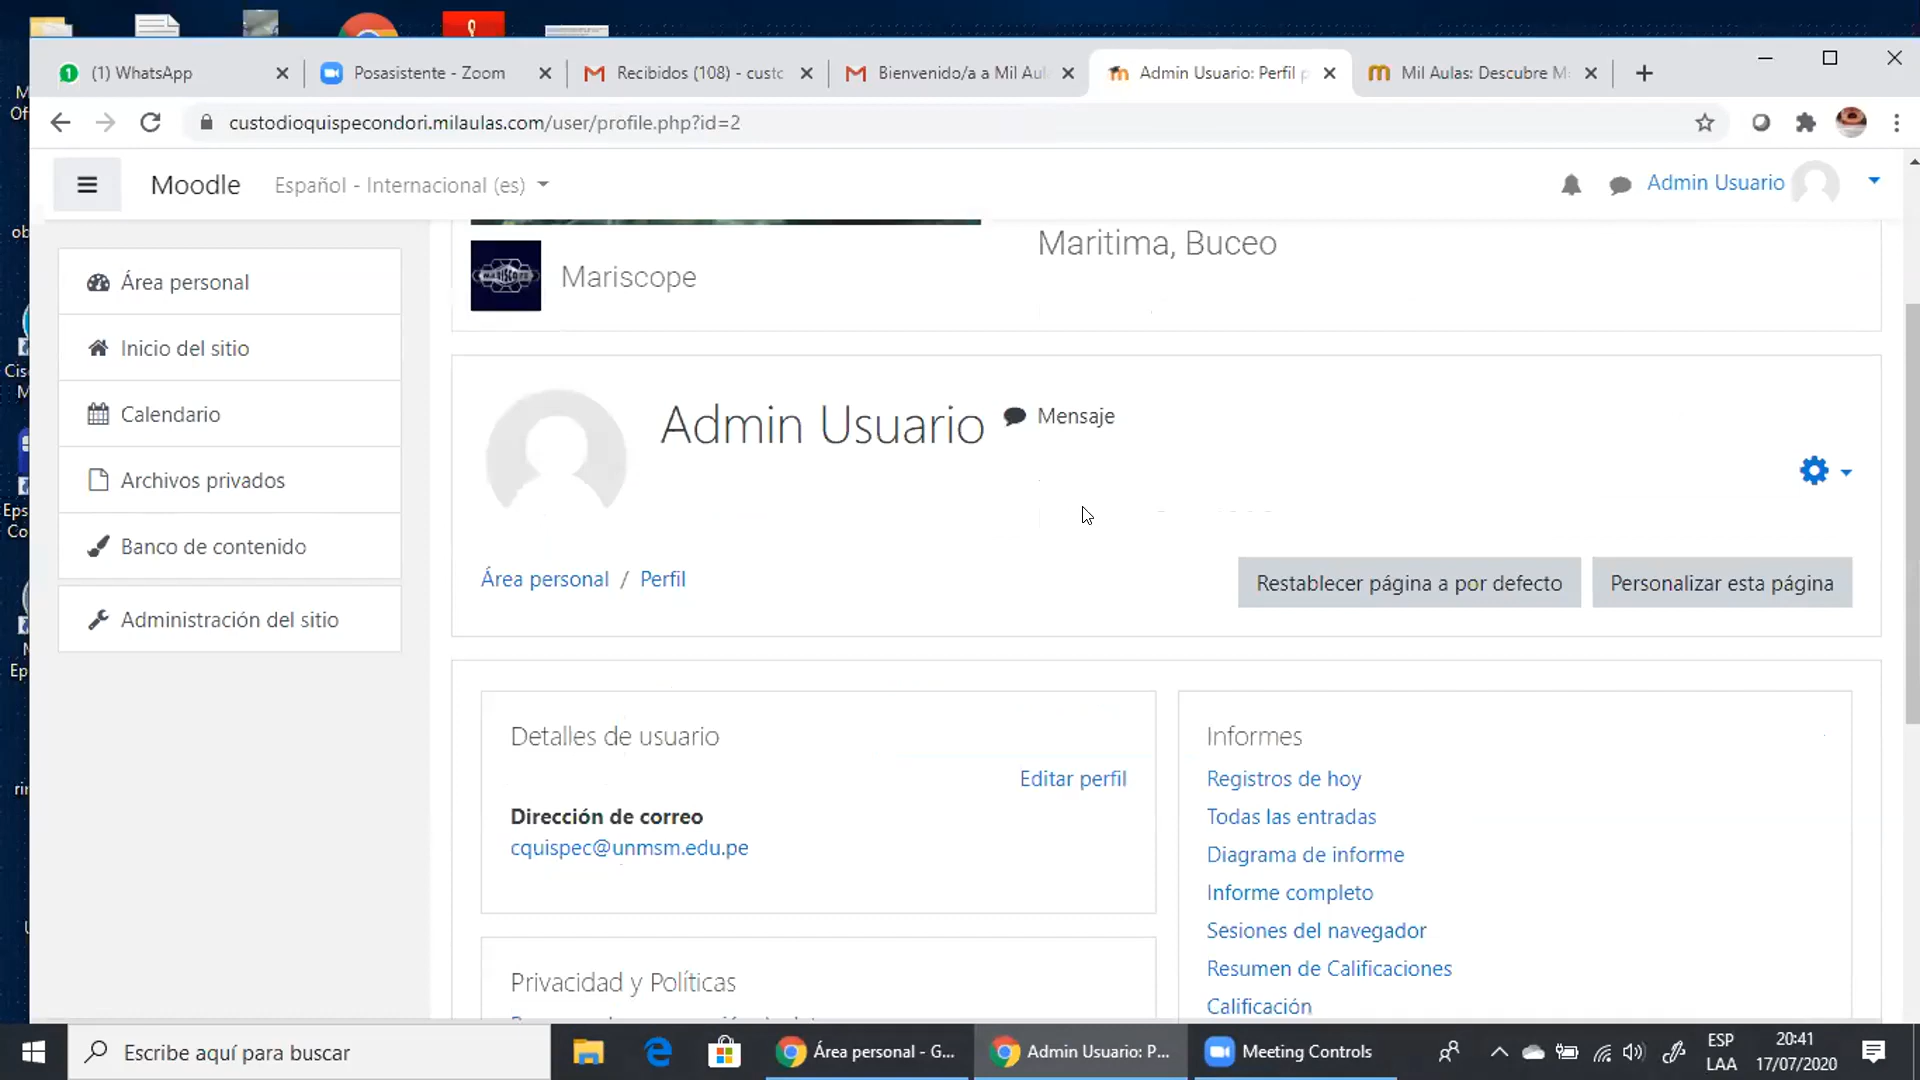 (1) WhatsApp
Posasistente - Zoom
Recibidos (108) - custo
Bienvenido/a a Mil Aul
Admin Usuario: Perfil p
Mil Aulas: Descubre M
custodioquispecondori.milaulas.com/user/profile.php?id=2
Moodle
Español - Internacional (es)
Admin Usuario
Área personal
Inicio del sitio
Calendario
Archivos privados
Banco de contenido
Administración del sitio
Mariscope
Maritima, Buceo
Admin Usuario
Mensaje
Área personal / Perfil
Restablecer página a por defecto
Personalizar esta página
Detalles de usuario
Editar perfil
Dirección de correo
cquispec@unmsm.edu.pe
Privacidad y Políticas
Informes
Registros de hoy
Todas las entradas
Diagrama de informe
Informe completo
Sesiones del navegador
Resumen de Calificaciones
Calificación
Escribe aquí para buscar
Área personal - G...
Admin Usuario: P...
Meeting Controls
ESP
LAA
20:41
17/07/2020